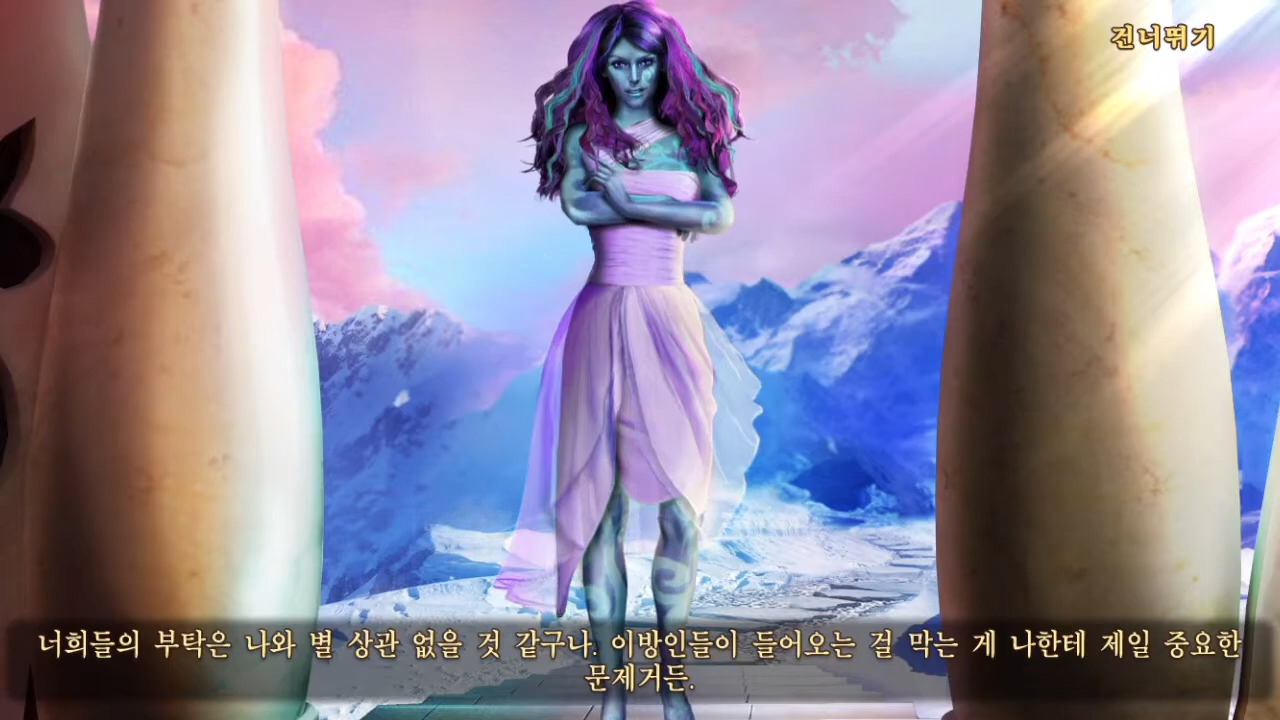 건너뛰기
너희들의 부탁은 나와 별 상관 없을 것 같구나. 이방인들이 들어오는 걸 막는 게 나한테 제일 중요한
문제거든.